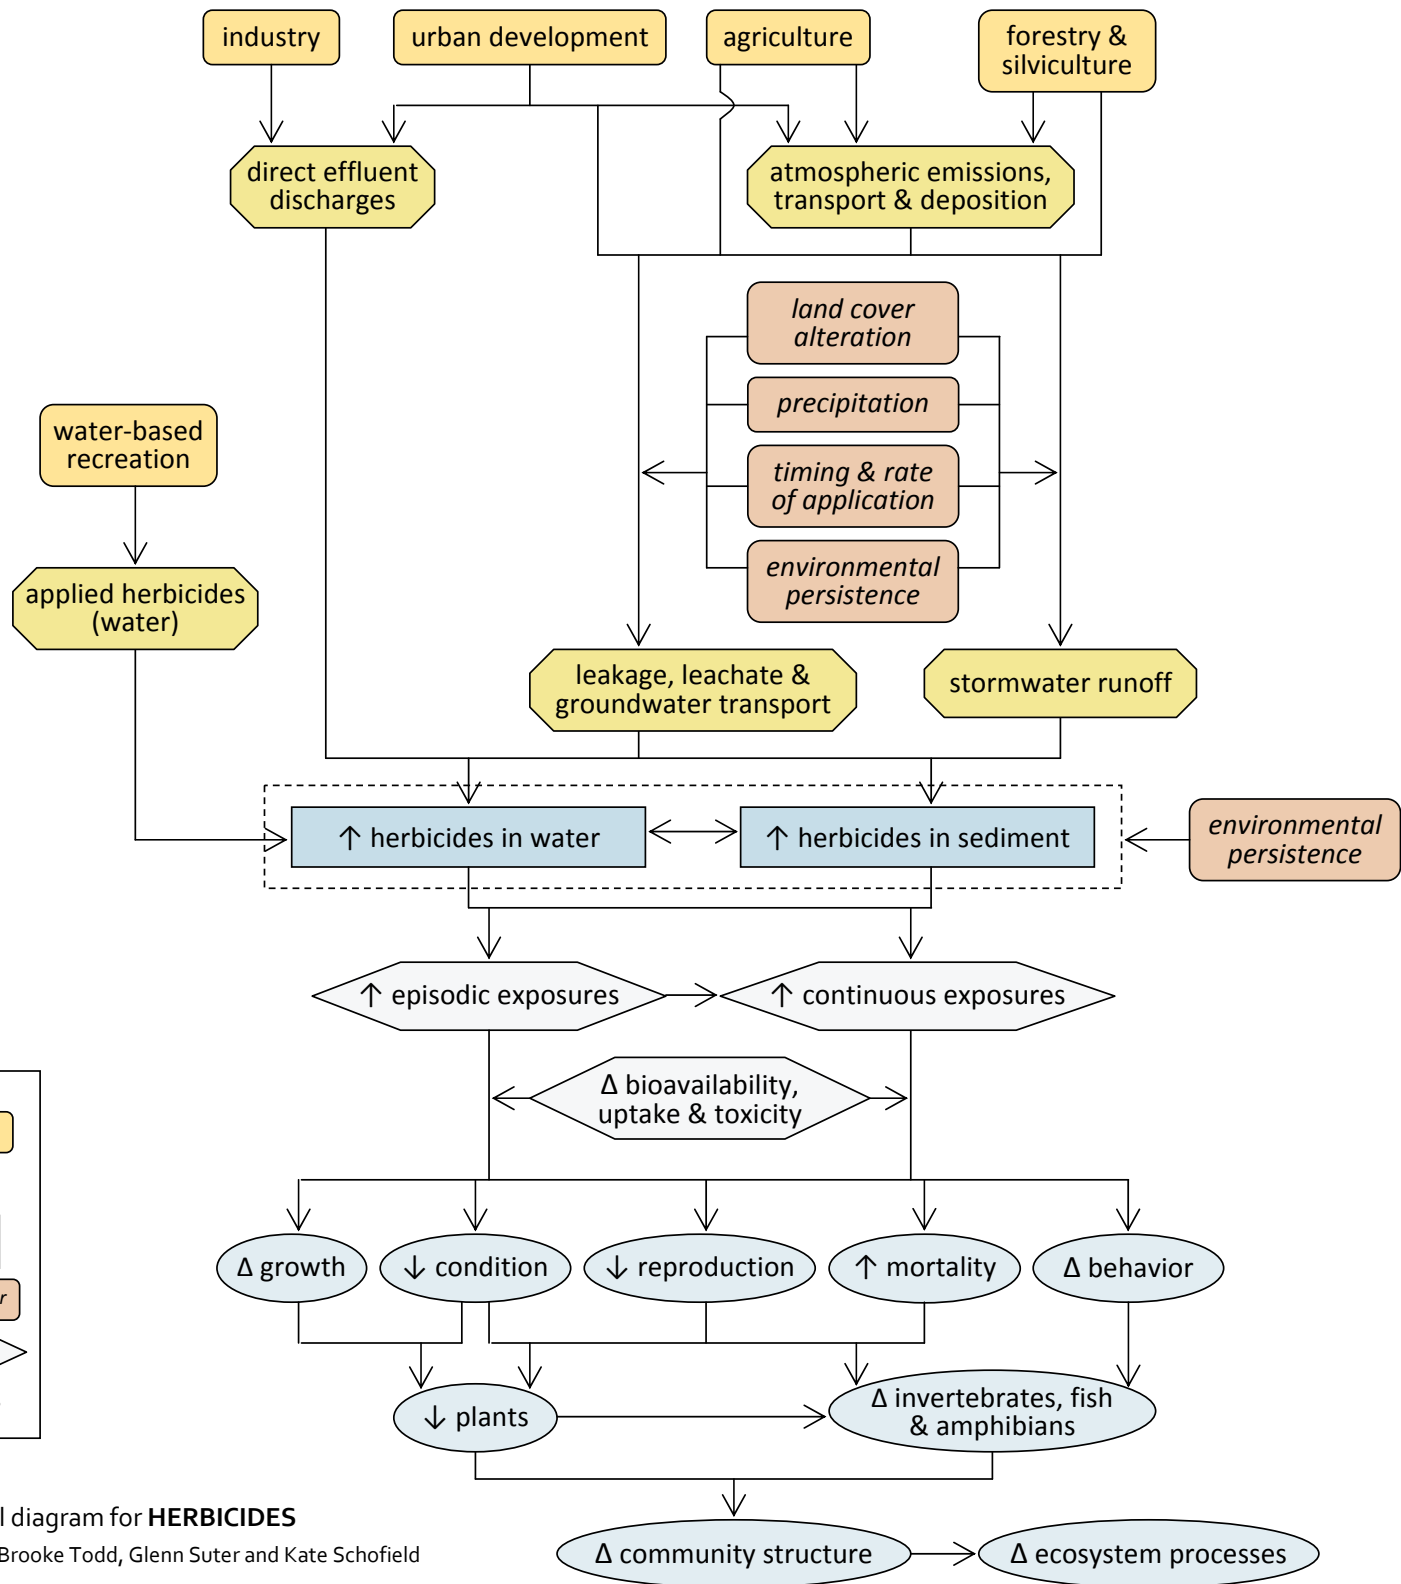 industry
urban development
agriculture
forestry &
silviculture
direct effluent
discharges
atmospheric emissions,
transport & deposition
land cover
alteration
precipitation
timing & rate
of application
environmental
persistence
water-based
recreation
applied herbicides
(water)
leakage, leachate &
groundwater transport
stormwater runoff
↑ herbicides in water
↑ herbicides in sediment
environmental
persistence
↑ episodic exposures
↑ continuous exposures
Δ bioavailability,
uptake & toxicity
Δ growth
↓ condition
↓ reproduction
↑ mortality
Δ behavior
↓ plants
Δ invertebrates, fish
& amphibians
Δ community structure
Δ ecosystem processes
r
l diagram for HERBICIDES
Brooke Todd, Glenn Suter and Kate Schofield